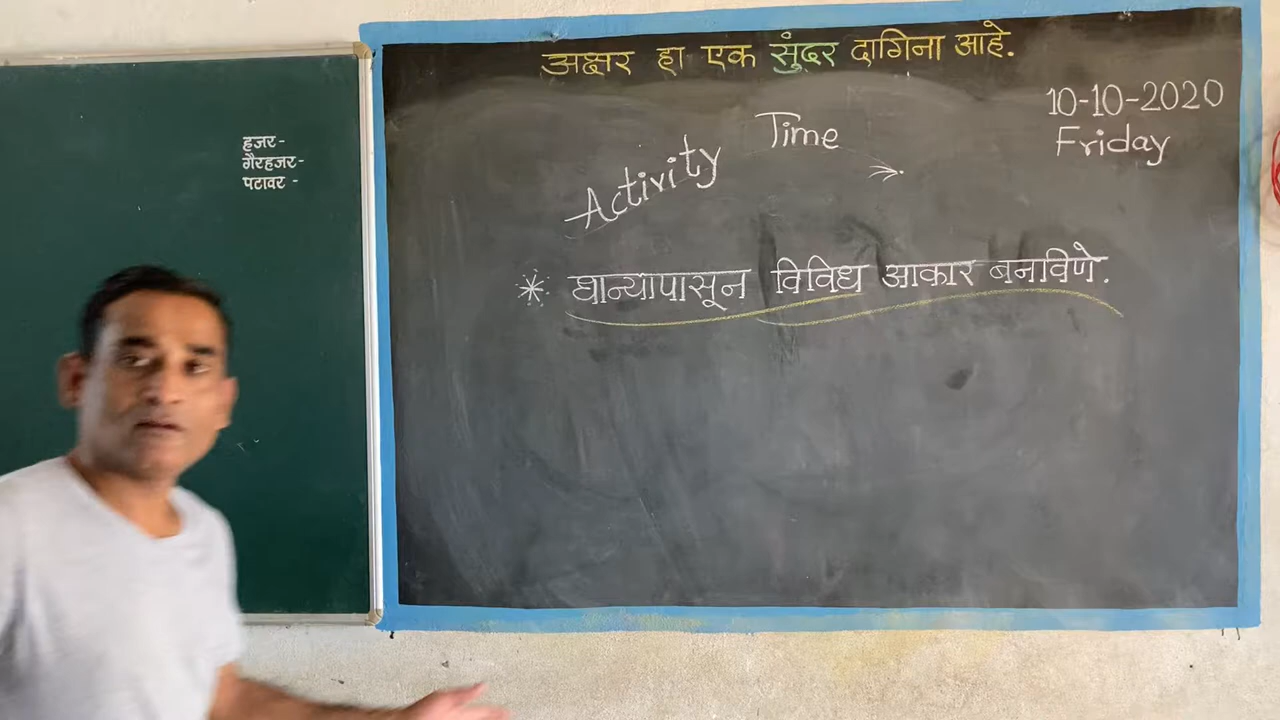 अक्षर हा एक सुंदर दागिना आहे.
10-10-2020
Friday
Activity Time
* धान्यापासून विविध आकार बनविणे.
हजर-
गैरहजर-
पटावर -